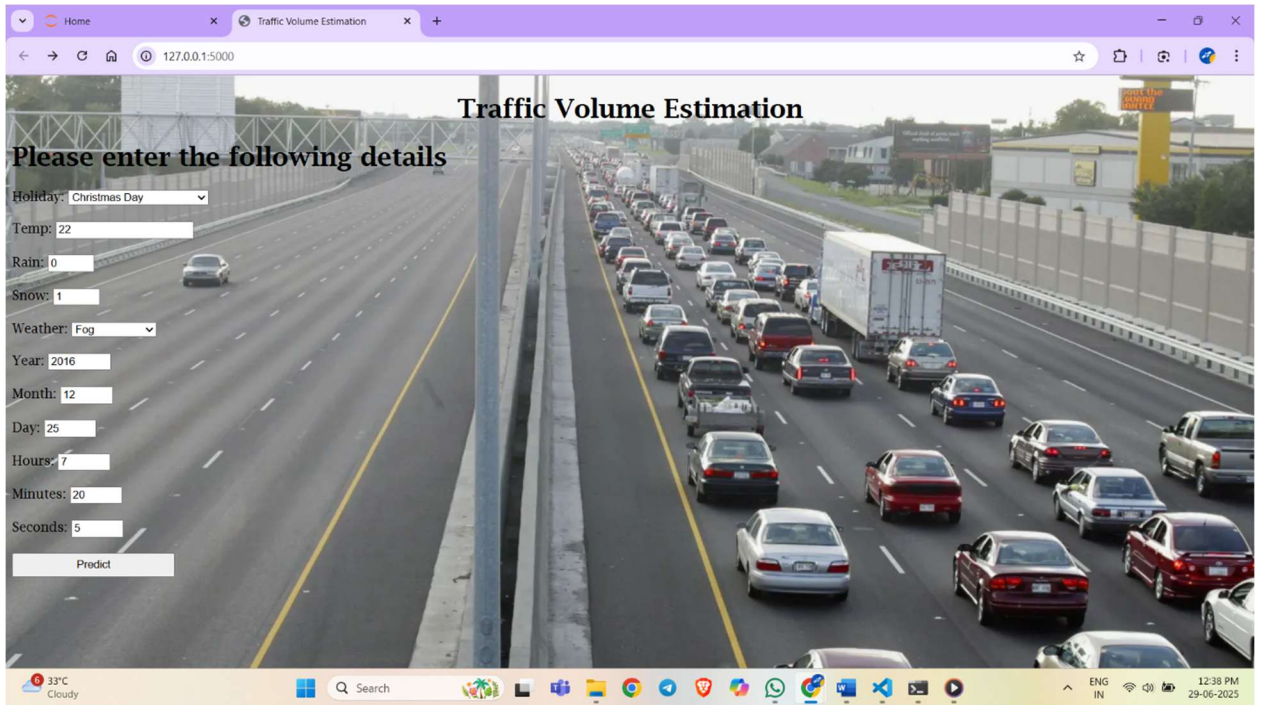 Home
Traffic Volume Estimation
127.0.0.1:5000
Traffic Volume Estimation
Please enter the following details
Holiday: Christmas Day
Temp: 22
Rain: 0
Snow: 1
Weather: Fog
Year: 2016
Month: 12
Day: 25
Hours: 7
Minutes: 20
Seconds: 5
Predict
6
33°C
Cloudy
Search
ENG
IN
12:38 PM
29-06-2025